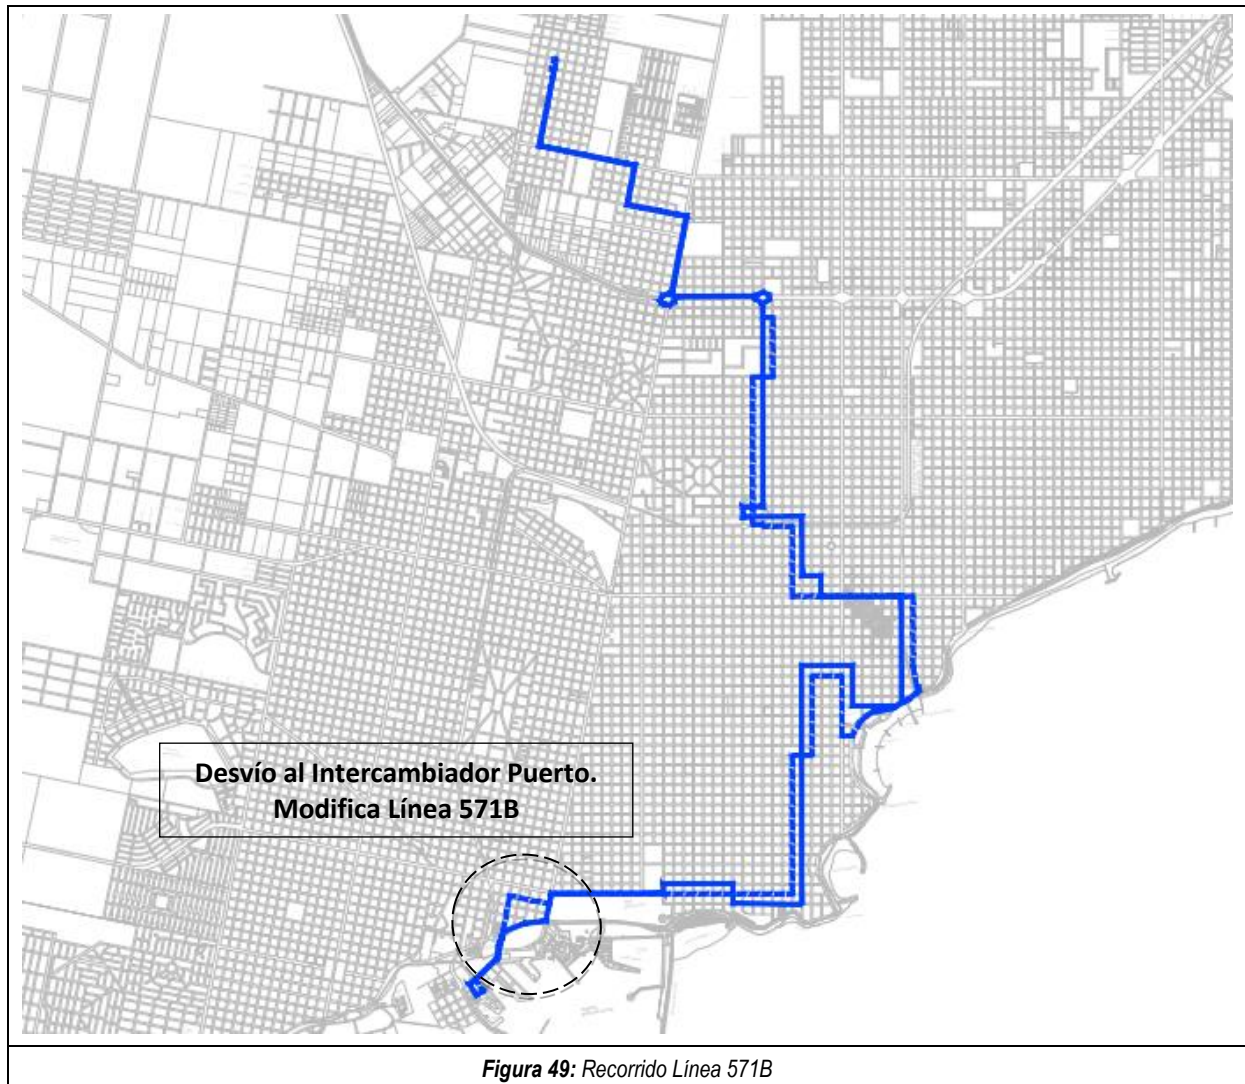 Desvío al Intercambiador Puerto.
Modifica Línea 571B
Figura 49: Recorrido Línea 571B